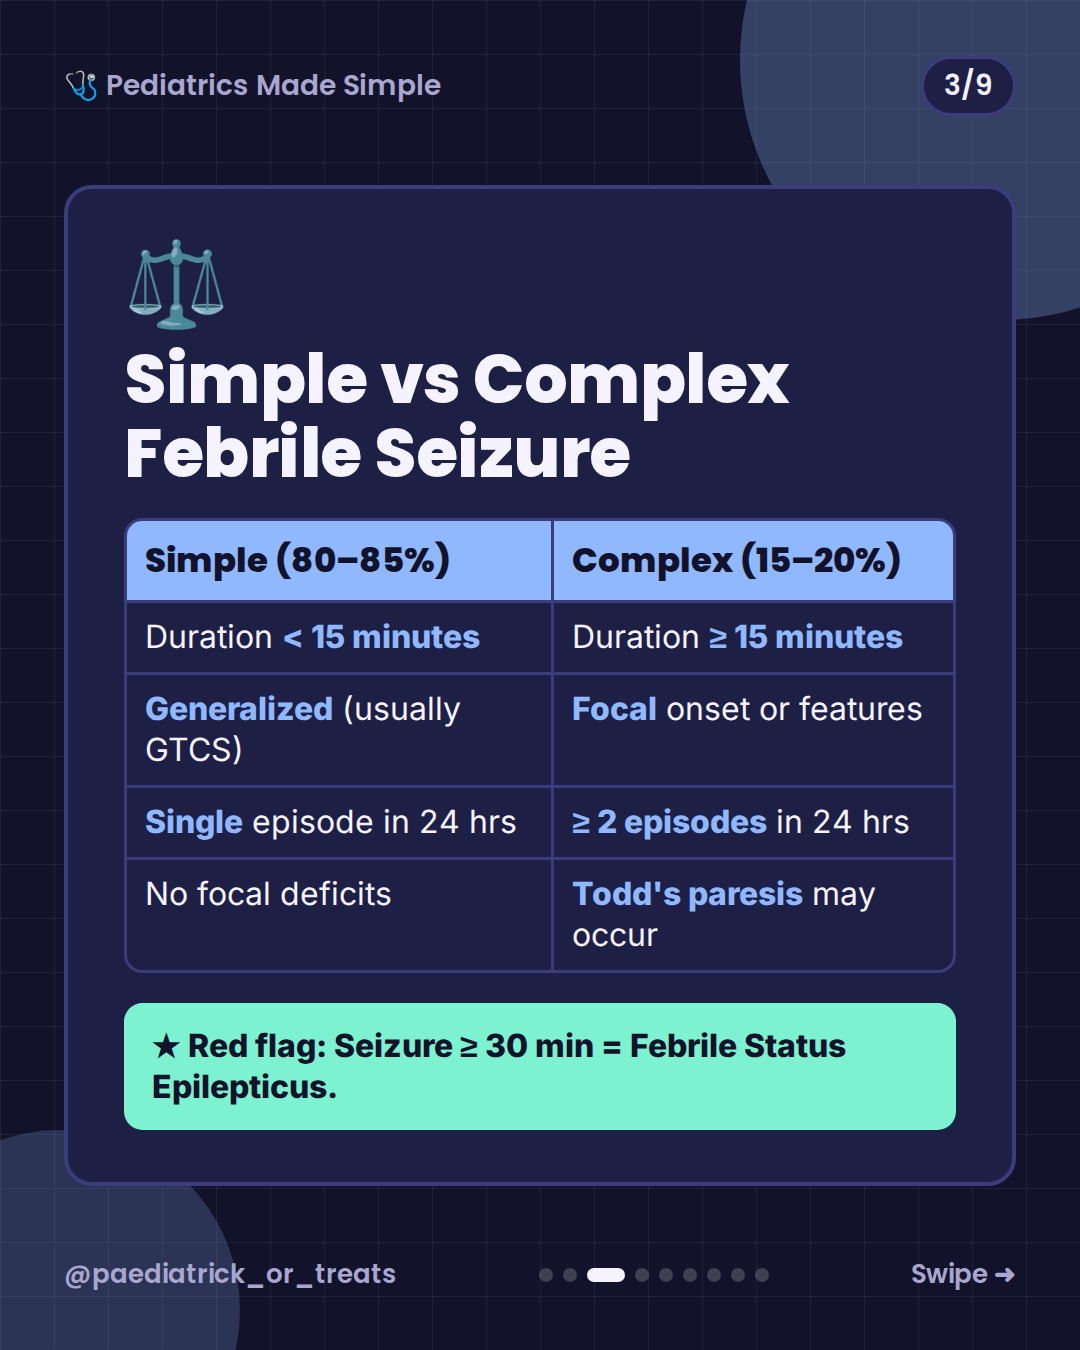 Pediatrics Made Simple
3/9
Simple vs Complex
Febrile Seizure
Simple (80–85%)
Complex (15–20%)
Duration < 15 minutes
Duration ≥ 15 minutes
Generalized (usually
GTCS)
Focal onset or features
Single episode in 24 hrs
≥ 2 episodes in 24 hrs
No focal deficits
Todd's paresis may
occur
★ Red flag: Seizure ≥ 30 min = Febrile Status
Epilepticus.
@paediatrick_or_treats
Swipe ➜